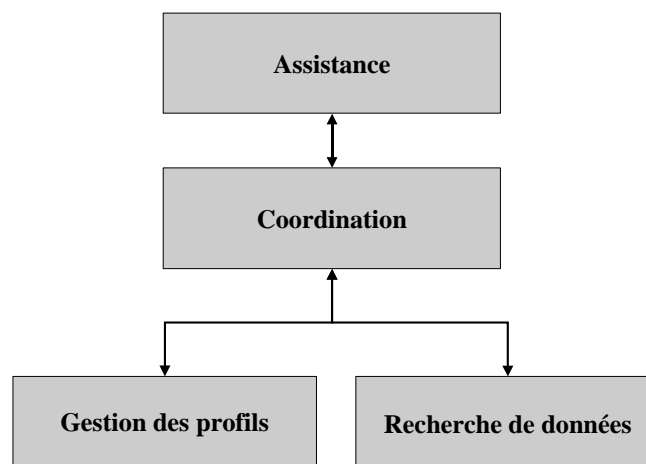 Assistance
Coordination
Gestion des profils
Recherche de données